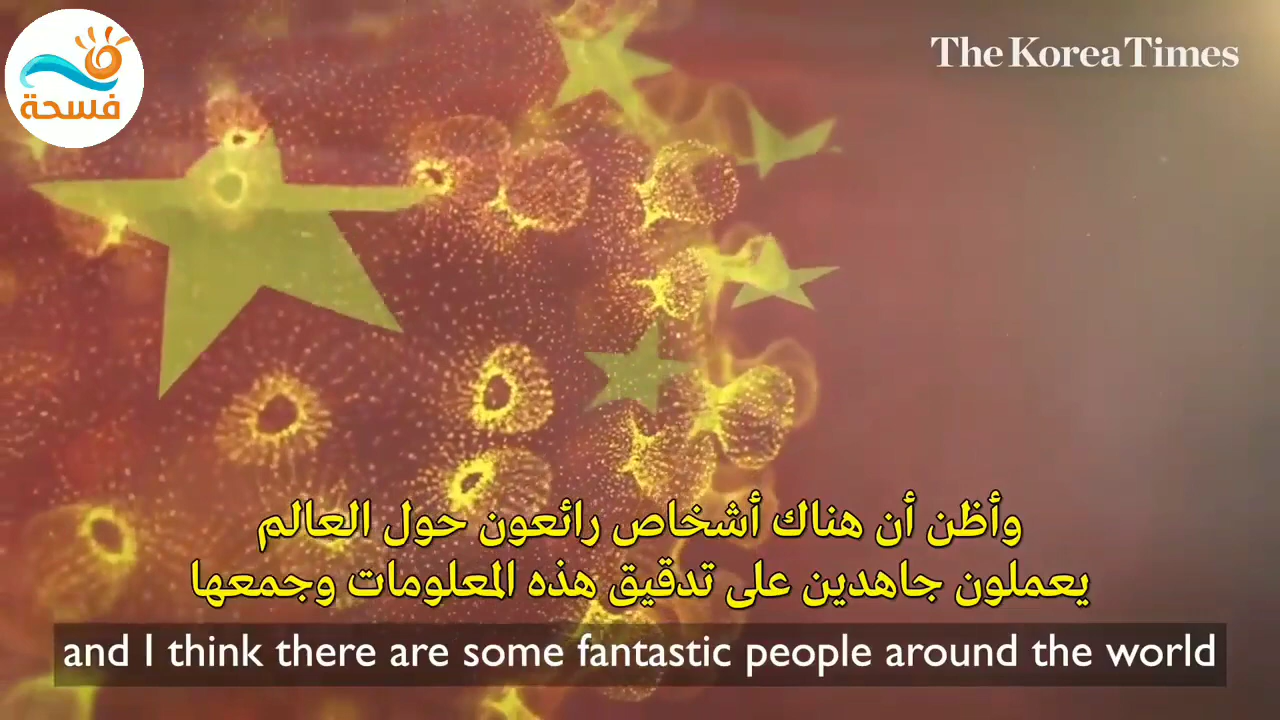 فسحة
The Korea Times
وأظن أن هناك أشخاص رائعون حول العالم
يعملون جاهدين على تدقيق هذه المعلومات وجمعها
and I think there are some fantastic people around the world